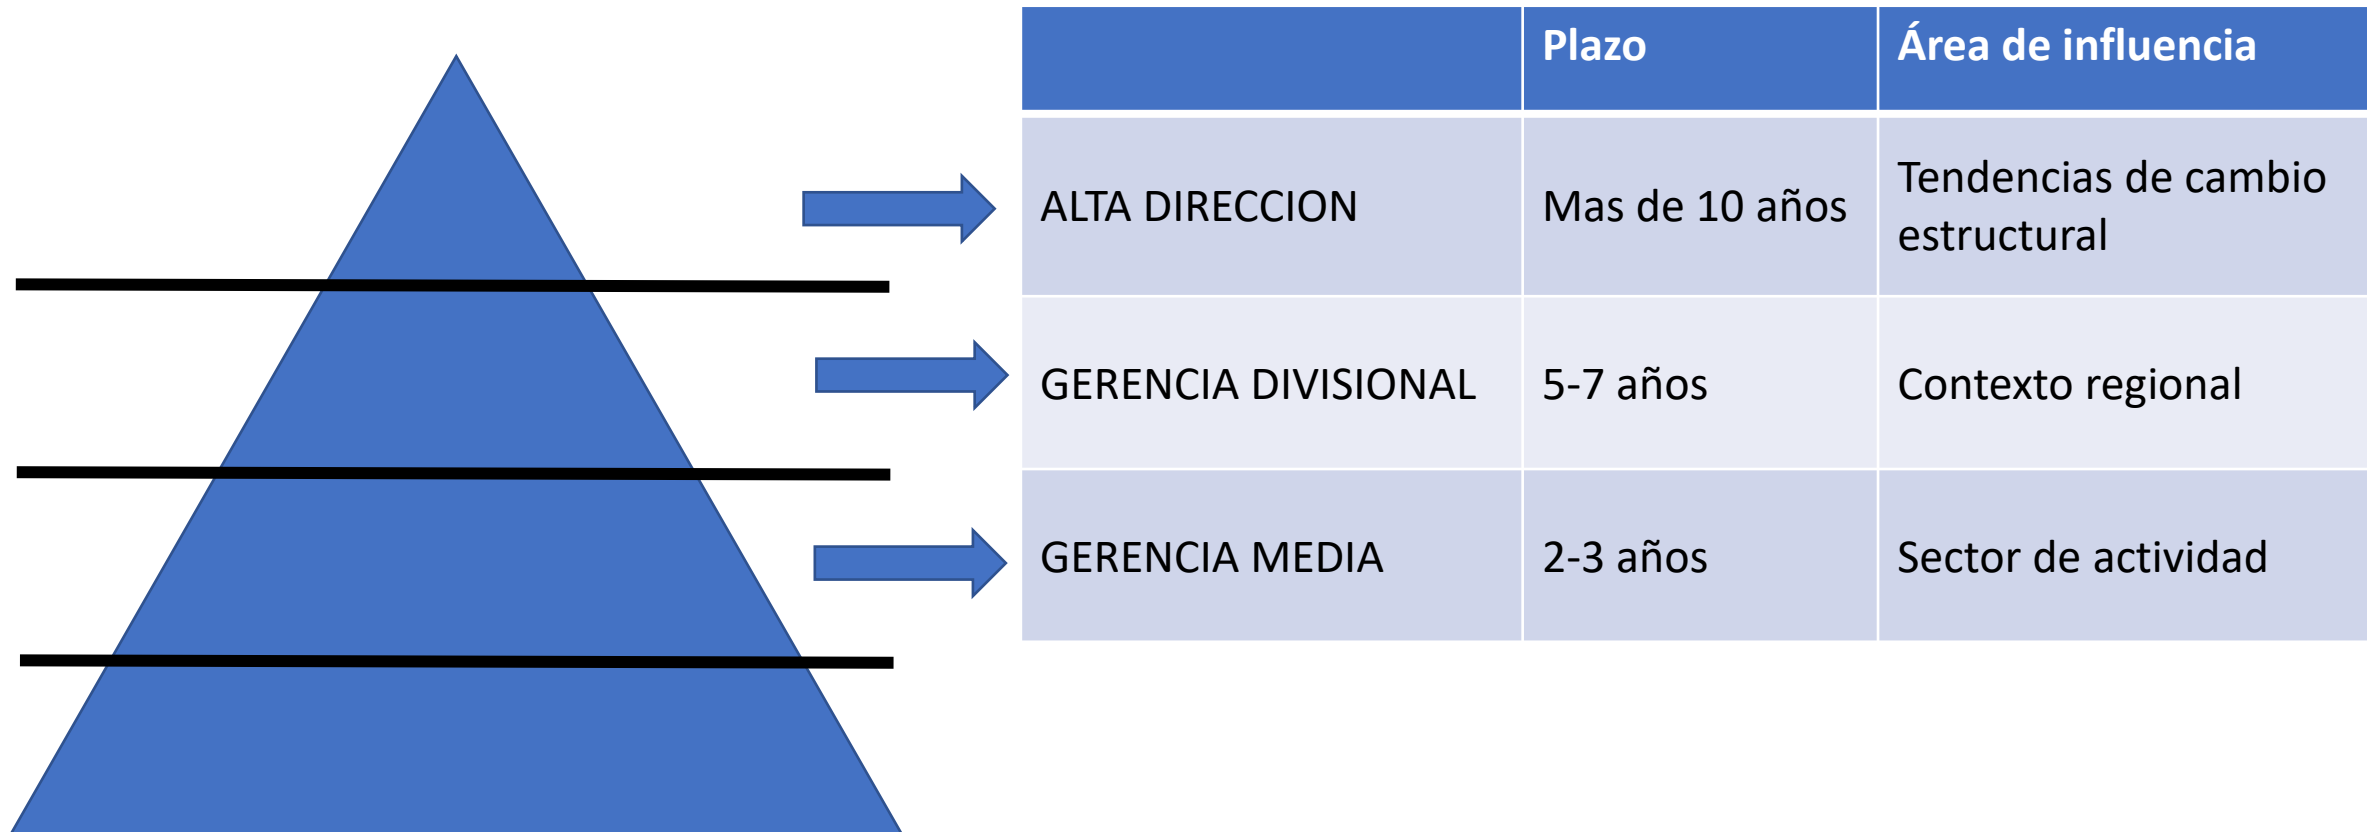 Plazo
Área de influencia
ALTA DIRECCION
Mas de 10 años
Tendencias de cambio
estructural
GERENCIA DIVISIONAL
5-7 años
Contexto regional
GERENCIA MEDIA
2-3 años
Sector de actividad